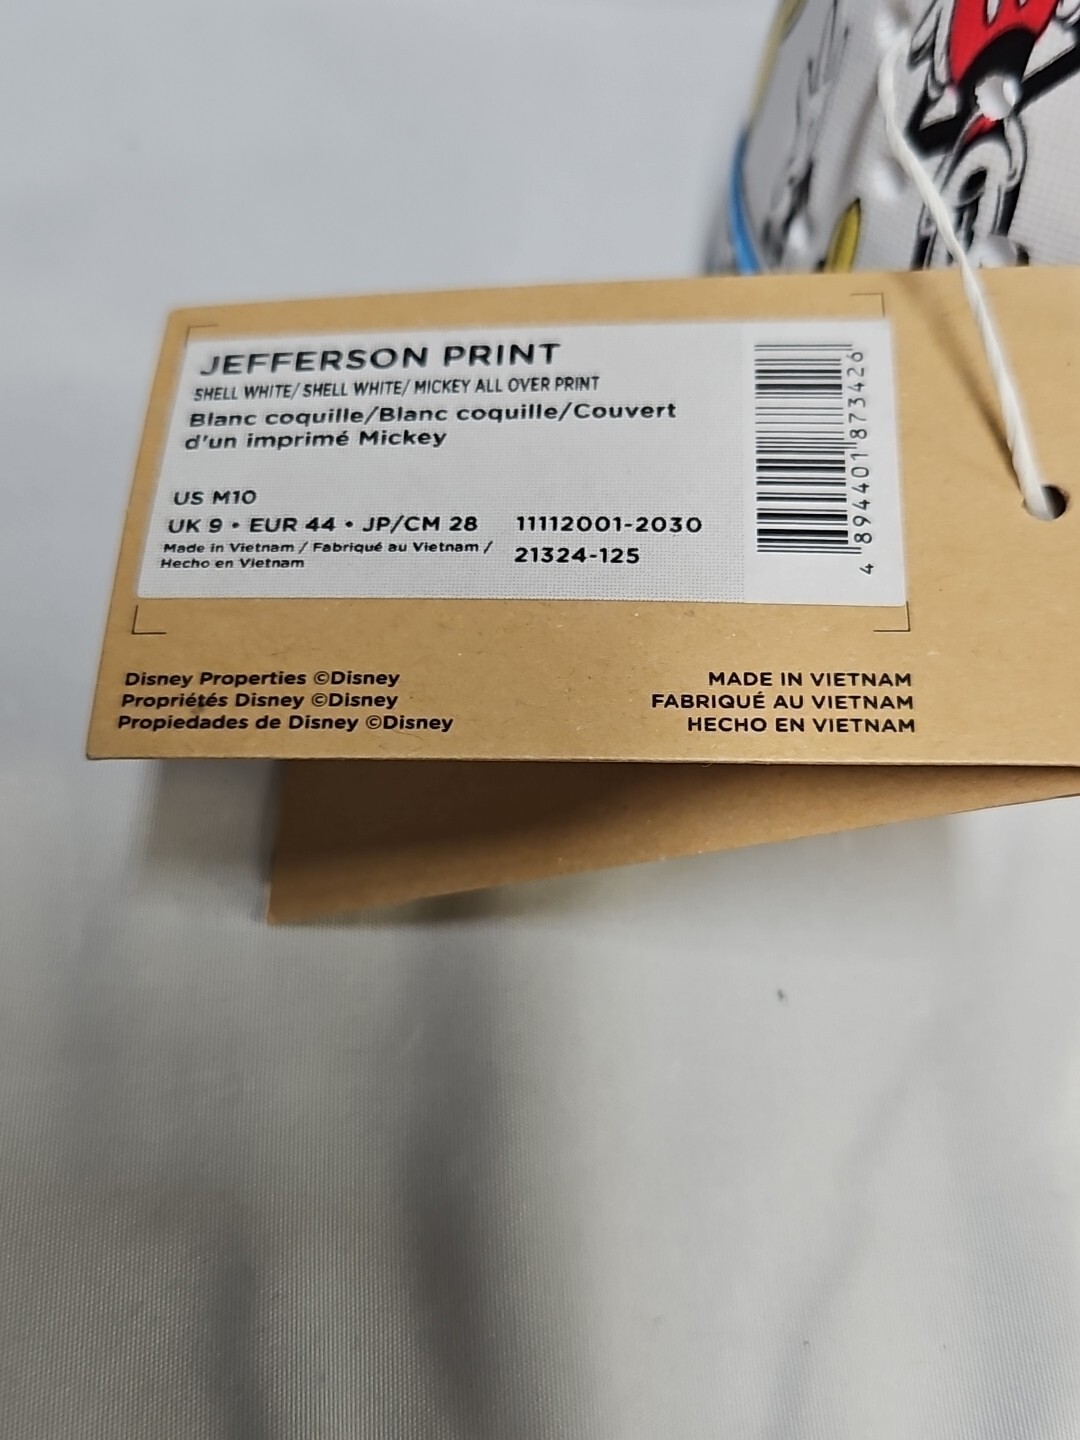 JEFFERSON PRINT
SHELL WHITE/ SHELL WHITE/ MICKEY ALL OVER PRINT
Blanc coquille/Blanc coquille/Couvert
d'un imprimé Mickey
US M10
UK 9 • EUR 44 • JP/CM 28
11112001-2030
Made in Vietnam / Fabriqué au Vietnam /
Hecho en Vietnam
21324-125
4 894401 873426
Disney Properties ©Disney
Propriétés Disney ©Disney
Propiedades de Disney ©Disney
MADE IN VIETNAM
FABRIQUÉ AU VIETNAM
HECHO EN VIETNAM